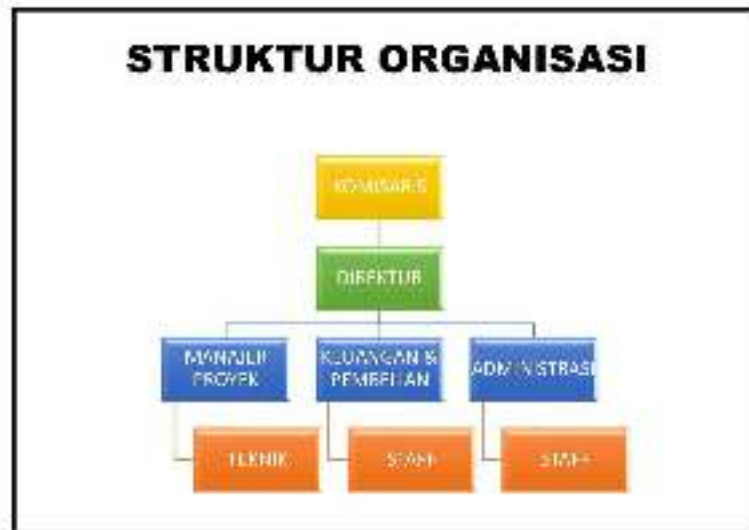 STRUKTUR ORGANISASI
KOMISARIS
DIREKTUR
MANAJER
PROYEK
KEUANGAN &
PEMBELIAN
ADMINISTRASI
TEKNIK
STAFF
STAFF